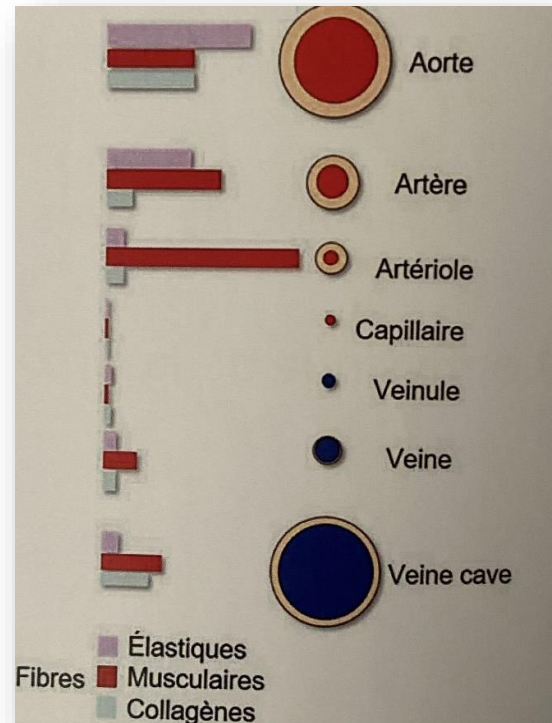 Aorte
Artère
Artériole
Capillaire
Veinule
Veine
Veine cave
Élastiques
Fibres Musculaires
Collagènes